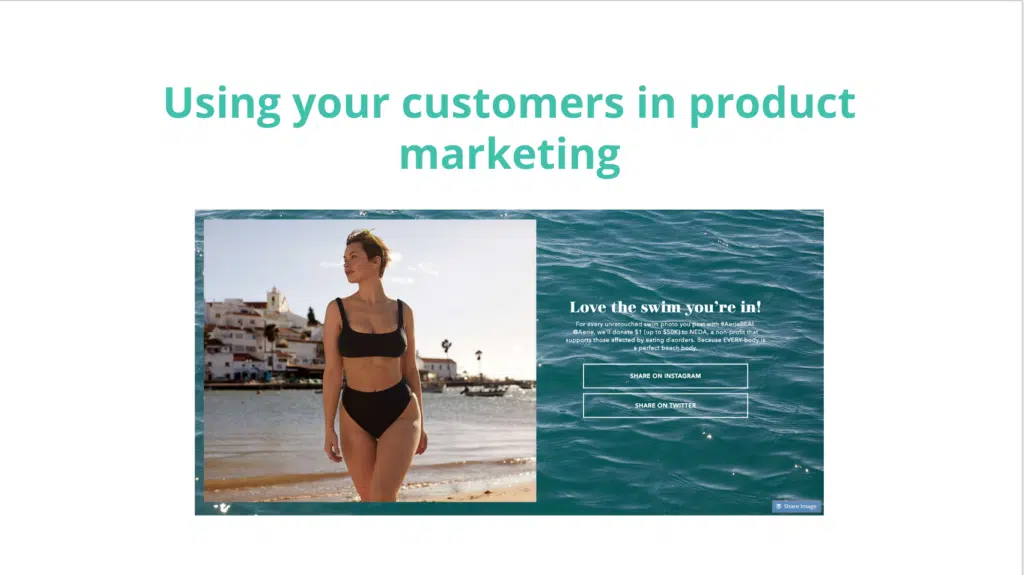 Using your customers in product
marketing
Love the swim you're in!
For every unretouched swim photo you post with #AerieREAL
@Aerie, we'll donate $1 (up to $50K) to NEDA, a non-profit that
supports those affected by eating disorders. Because EVERY-body is
a perfect beach body.
SHARE ON INSTAGRAM
SHARE ON TWITTER
Share Image